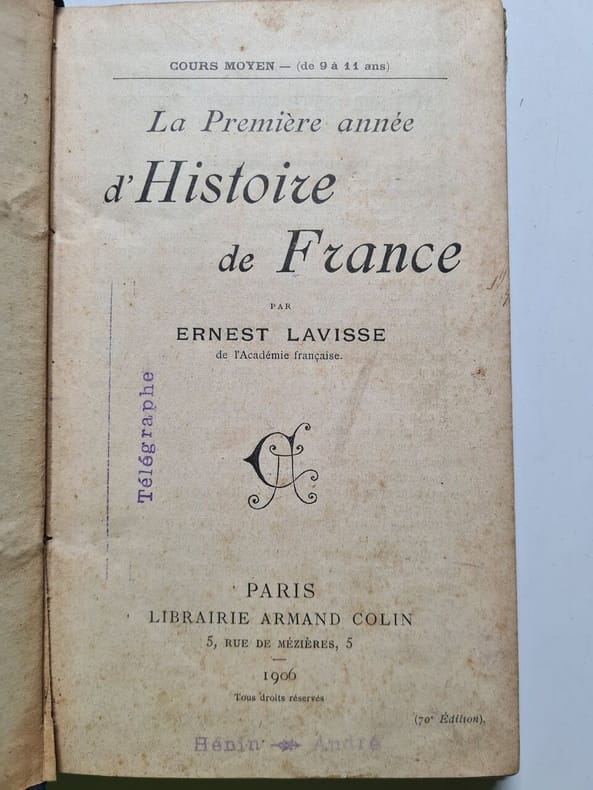 COURS MOYEN — (de 9 à 11 ans)
La Première année
d'Histoire
de France
PAR
ERNEST LAVISSE
de l'Académie française.
Télégraphe
CA
PARIS
LIBRAIRIE ARMAND COLIN
5, RUE DE MÉZIÈRES, 5
1906
Tous droits réservés
(70e Édition).
Hénin André